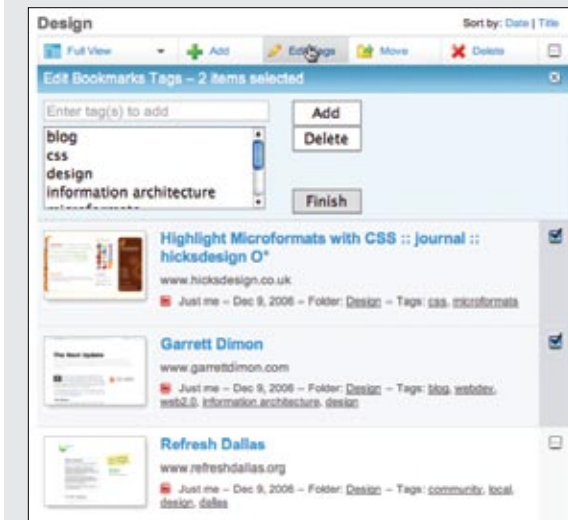 Design
Sort by: Date | Title
Full View
Add
Edit Tags
Move
Delete
Edit Bookmarks Tags – 2 items selected
Enter tag(s) to add
Add
blog
Delete
css
design
information architecture
microformats
Finish
Highlight Microformats with CSS :: journal ::
hicksdesign O*
www.hicksdesign.co.uk
Just me – Dec 9, 2006 – Folder: Design – Tags: css, microformats
Garrett Dimon
www.garrettdimon.com
Just me – Dec 9, 2006 – Folder: Design – Tags: blog, webdev,
web2.0, information architecture, design
Refresh Dallas
www.refreshdallas.org
Just me – Dec 9, 2006 – Folder: Design – Tags: community, local,
design, dallas